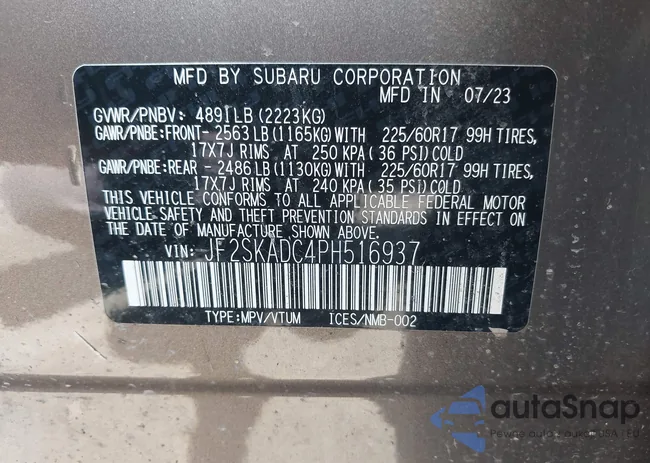 MFD BY SUBARU CORPORATION
MFD IN 07/23
GVWR/PNBV: 4891LB (2223KG)
GAWR/PNBE:FRONT- 2563 LB (1165KG) WITH 225/60R17 99H TIRES,
17X7J RIMS AT 250 KPA (36 PSI) COLD
GAWR/PNBE:REAR - 2486 LB (1130KG) WITH 225/60R17 99H TIRES,
17X7J RIMS AT 240 KPA (35 PSI) COLD
THIS VEHICLE CONFORMS TO ALL APPLICABLE FEDERAL MOTOR
VEHICLE SAFETY AND THEFT PREVENTION STANDARDS IN EFFECT ON
THE DATE OF MANUFACTURE SHOWN ABOVE.
VIN: JF2SKADC4PH516937
TYPE:MPV/VTUM ICES/NMB-002
autaSnap